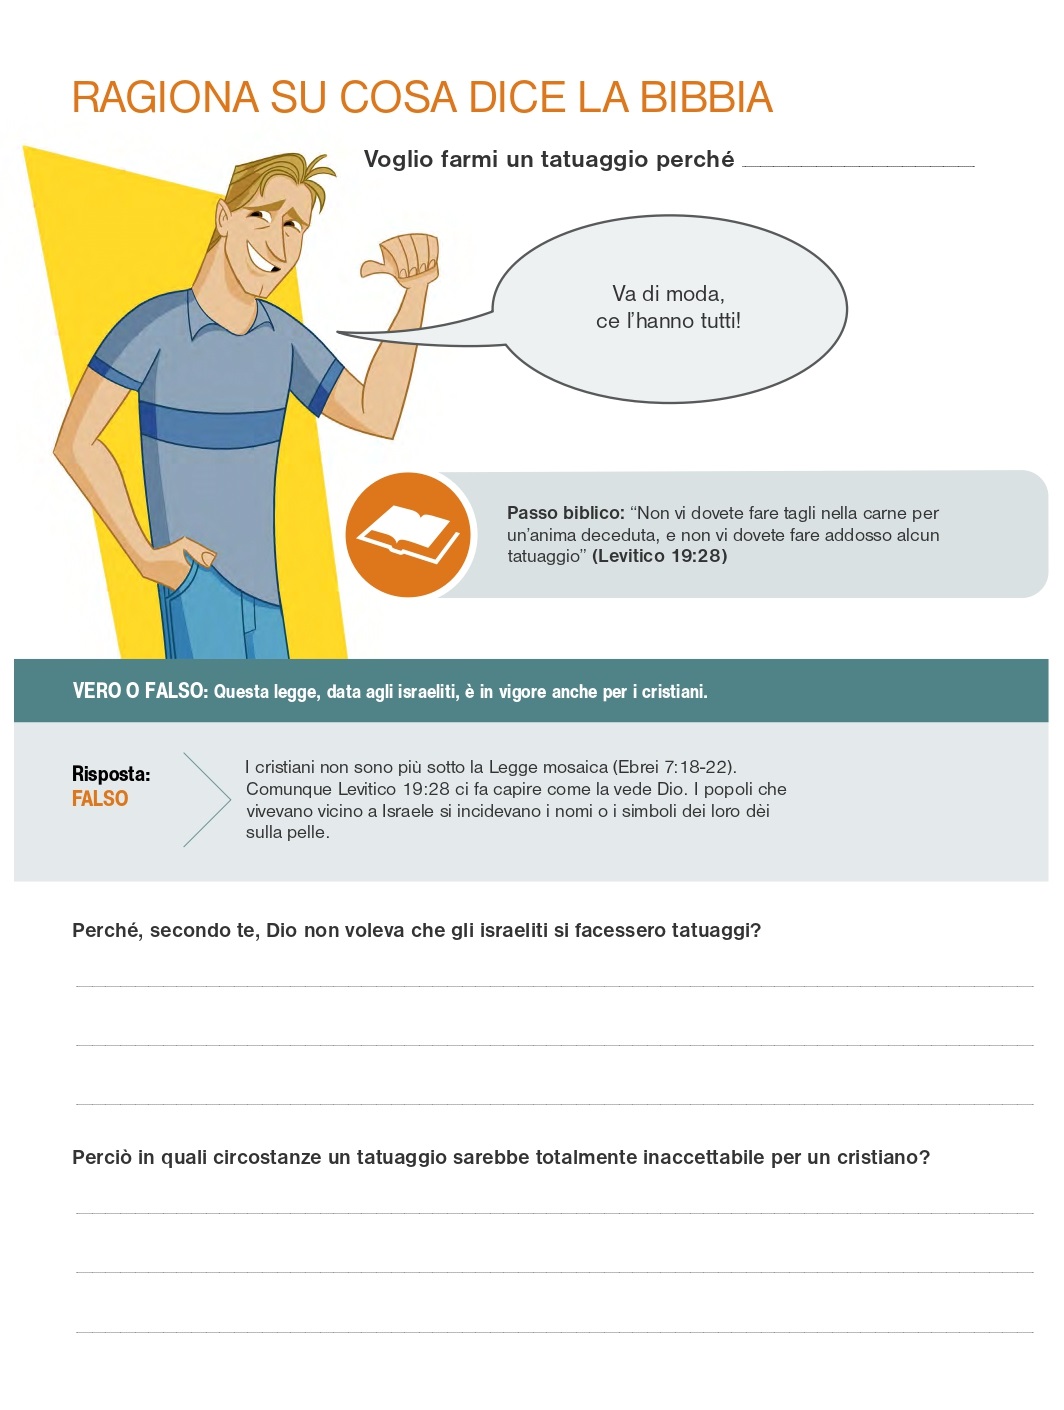 RAGIONA SU COSA DICE LA BIBBIA
Voglio farmi un tatuaggio perché
Va di moda,
ce l’hanno tutti!
Passo biblico: “Non vi dovete fare tagli nella carne per
un’anima deceduta, e non vi dovete fare addosso alcun
tatuaggio” (Levitico 19:28)
VERO O FALSO: Questa legge, data agli israeliti, è in vigore anche per i cristiani.
Risposta:
FALSO
I cristiani non sono più sotto la Legge mosaica (Ebrei 7:18-22).
Comunque Levitico 19:28 ci fa capire come la vede Dio. I popoli che
vivevano vicino a Israele si incidevano i nomi o i simboli dei loro dèi
sulla pelle.
Perché, secondo te, Dio non voleva che gli israeliti si facessero tatuaggi?
Perciò in quali circostanze un tatuaggio sarebbe totalmente inaccettabile per un cristiano?